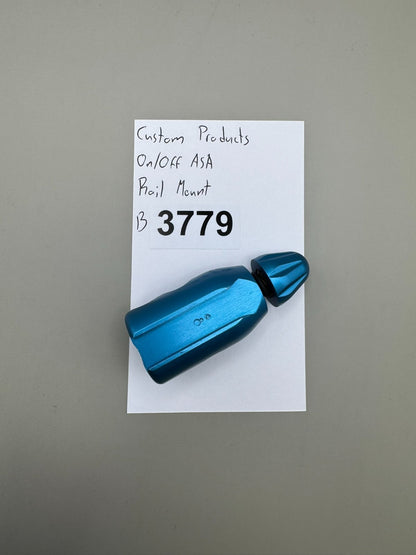 Custom Products
On/Off ASA
Rail Mount
B 3779